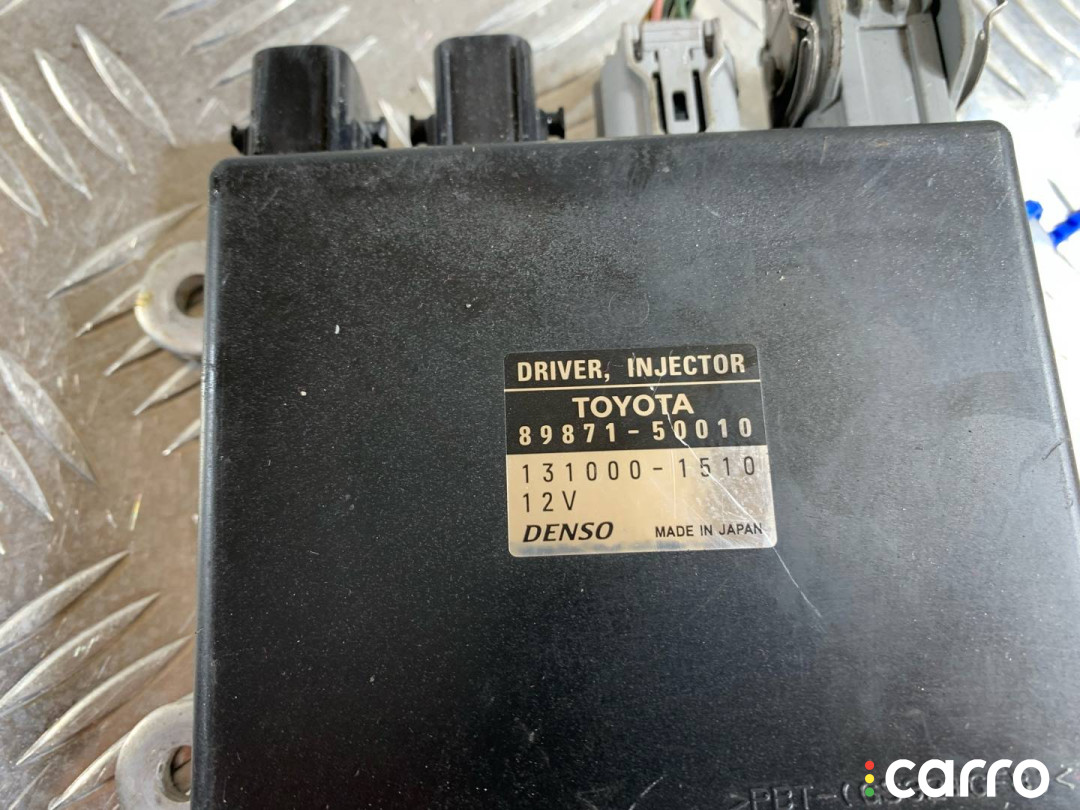 DRIVER, INJECTOR
TOYOTA
89871-50010
131000-1510
12V
DENSO MADE IN JAPAN
carro